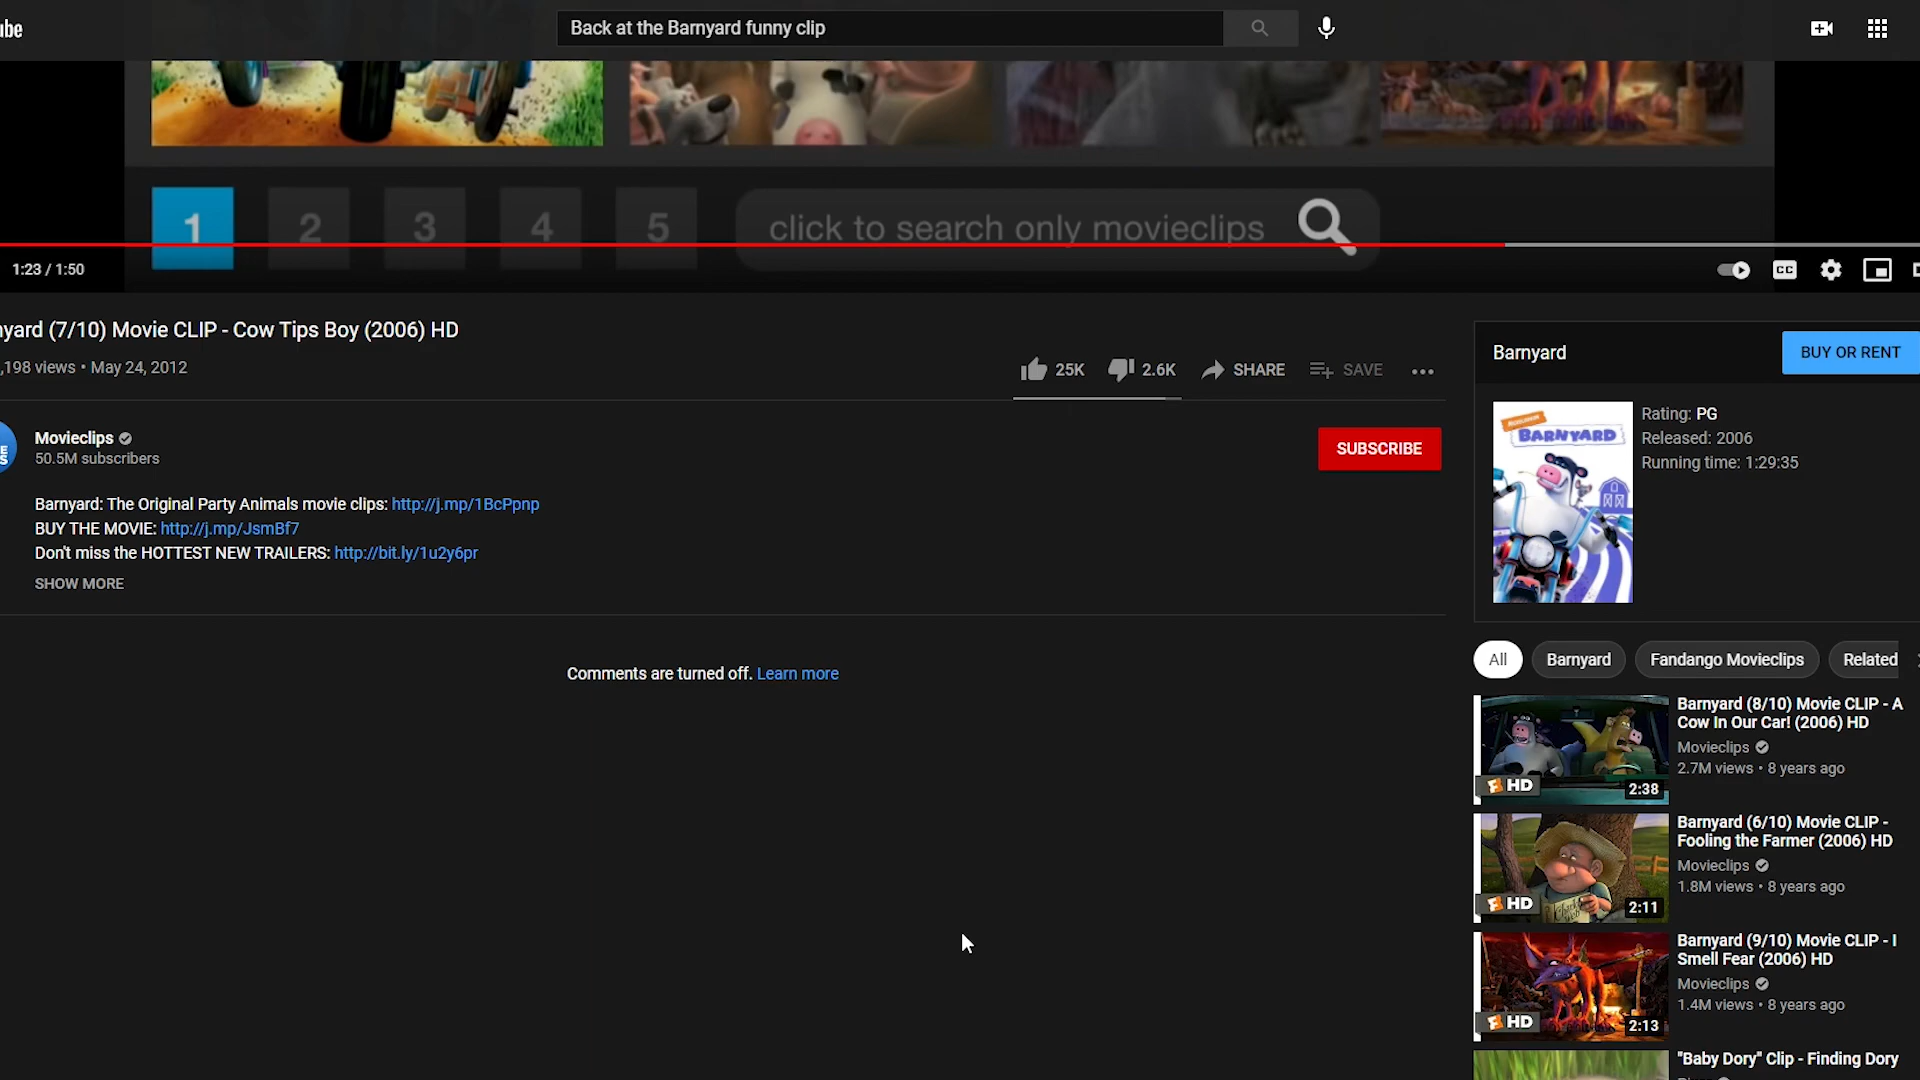 ube
Back at the Barnyard funny clip
1 2 3 4 5 click to search only movieclips
1:23 / 1:50
CC
yard (7/10) Movie CLIP - Cow Tips Boy (2006) HD
,198 views • May 24, 2012
25K 2.6K SHARE SAVE
Movieclips
50.5M subscribers
SUBSCRIBE
Barnyard: The Original Party Animals movie clips: http://j.mp/1BcPpnp
BUY THE MOVIE: http://j.mp/JsmBf7
Don't miss the HOTTEST NEW TRAILERS: http://bit.ly/1u2y6pr
SHOW MORE
Comments are turned off. Learn more
Barnyard
BUY OR RENT
BARNYARD
Rating: PG
Released: 2006
Running time: 1:29:35
All Barnyard Fandango Movieclips Related
Barnyard (8/10) Movie CLIP - A
Cow In Our Car! (2006) HD
Movieclips
2.7M views • 8 years ago
HD
2:38
Barnyard (6/10) Movie CLIP -
Fooling the Farmer (2006) HD
Movieclips
1.8M views • 8 years ago
HD
2:11
Barnyard (9/10) Movie CLIP - I
Smell Fear (2006) HD
Movieclips
1.4M views • 8 years ago
HD
2:13
"Baby Dory" Clip - Finding Dory